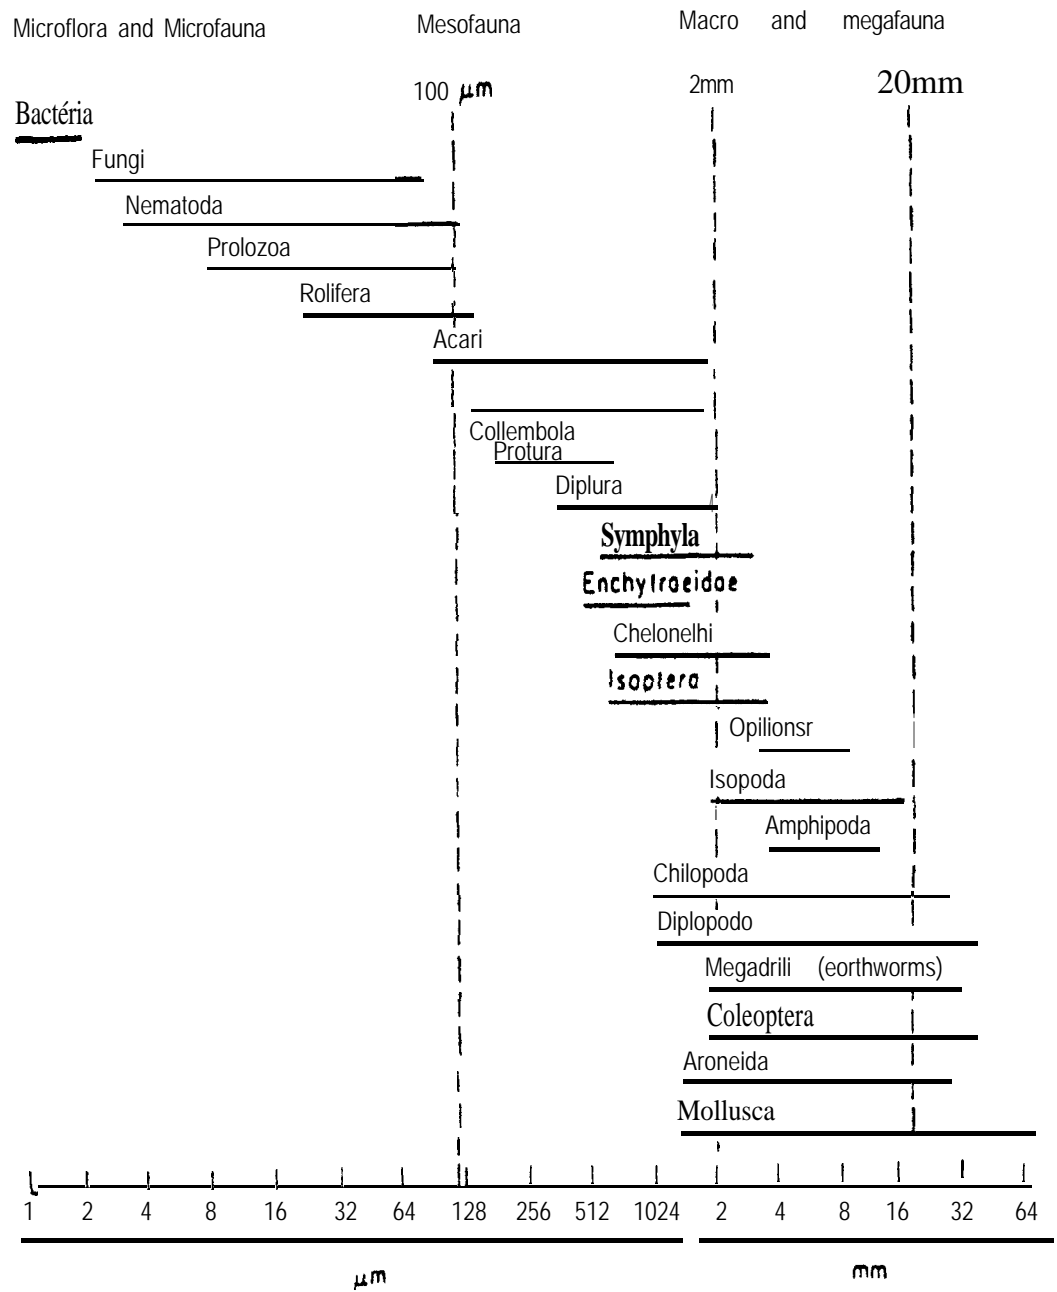 Microflora and Microfauna Mesofauna Macro and megafauna
100 µm 2mm 20mm
Bactéria
Fungi
Nematoda
Prolozoa
Rolifera
Acari
Collembola
Protura
Diplura
Symphyla
Enchytraeidae
Chelonelhi
Isoptera
Opilionsr
Isopoda
Amphipoda
Chilopoda
Diplopodo
Megadrili (eorthworms)
Coleoptera
Aroneida
Mollusca
1 2 4 8 16 32 64 128 256 512 1024 2 4 8 16 32 64
µm mm